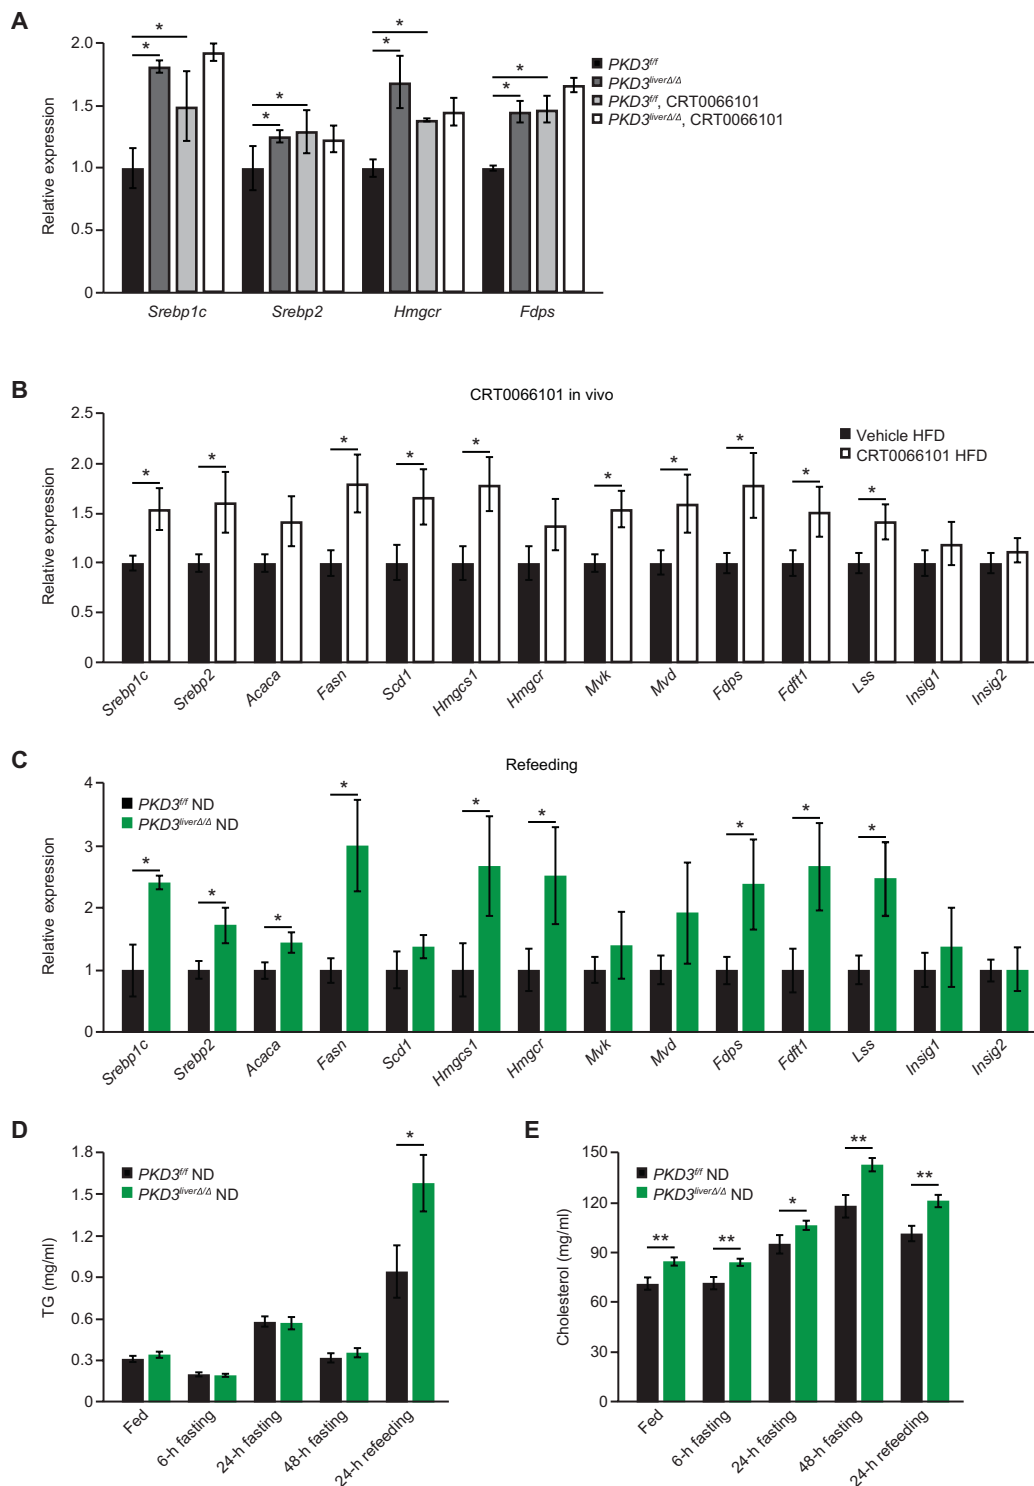 A
Relative expression
2.0
1.5
1.0
0.5
0
* * * * * * * *
PKD3f/f
PKD3liverΔ/Δ
PKD3f/f, CRT0066101
PKD3liverΔ/Δ, CRT0066101
Srebp1c Srebp2 Hmgcr Fdps
B
CRT0066101 in vivo
Relative expression
2.5
2.0
1.5
1.0
0.5
0
* * * * * * * * * *
Vehicle HFD
CRT0066101 HFD
Srebp1c Srebp2 Acaca Fasn Scd1 Hmgcs1 Hmgcr Mvk Mvd Fdps Fdft1 Lss Insig1 Insig2
C
Refeeding
Relative expression
4
3
2
1
0
PKD3f/f ND
PKD3liverΔ/Δ ND
* * * * * * * * *
Srebp1c Srebp2 Acaca Fasn Scd1 Hmgcs1 Hmgcr Mvk Mvd Fdps Fdft1 Lss Insig1 Insig2
D
TG (mg/ml)
1.8
1.5
1.2
0.9
0.6
0.3
0
PKD3f/f ND
PKD3liverΔ/Δ ND
*
Fed 6-h fasting 24-h fasting 48-h fasting 24-h refeeding
E
Cholesterol (mg/ml)
150
120
90
60
30
0
PKD3f/f ND
PKD3liverΔ/Δ ND
** ** * ** **
Fed 6-h fasting 24-h fasting 48-h fasting 24-h refeeding